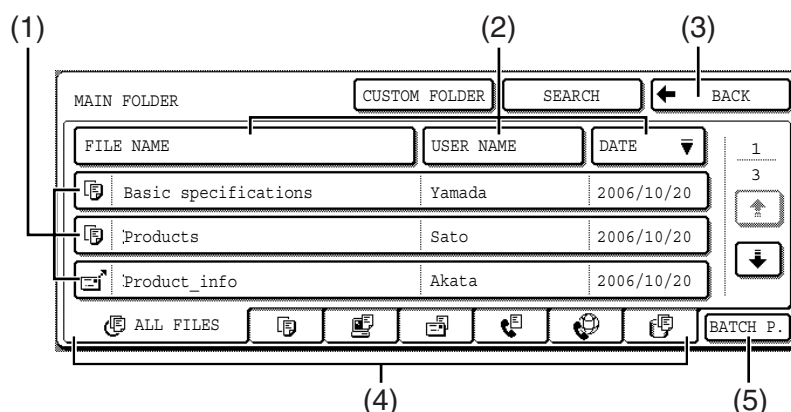 (1) (2) (3)
MAIN FOLDER CUSTOM FOLDER SEARCH BACK
FILE NAME USER NAME DATE 1
3
Basic specifications Yamada 2006/10/20
Products Sato 2006/10/20
Product_info Akata 2006/10/20
ALL FILES BATCH P.
(4) (5)